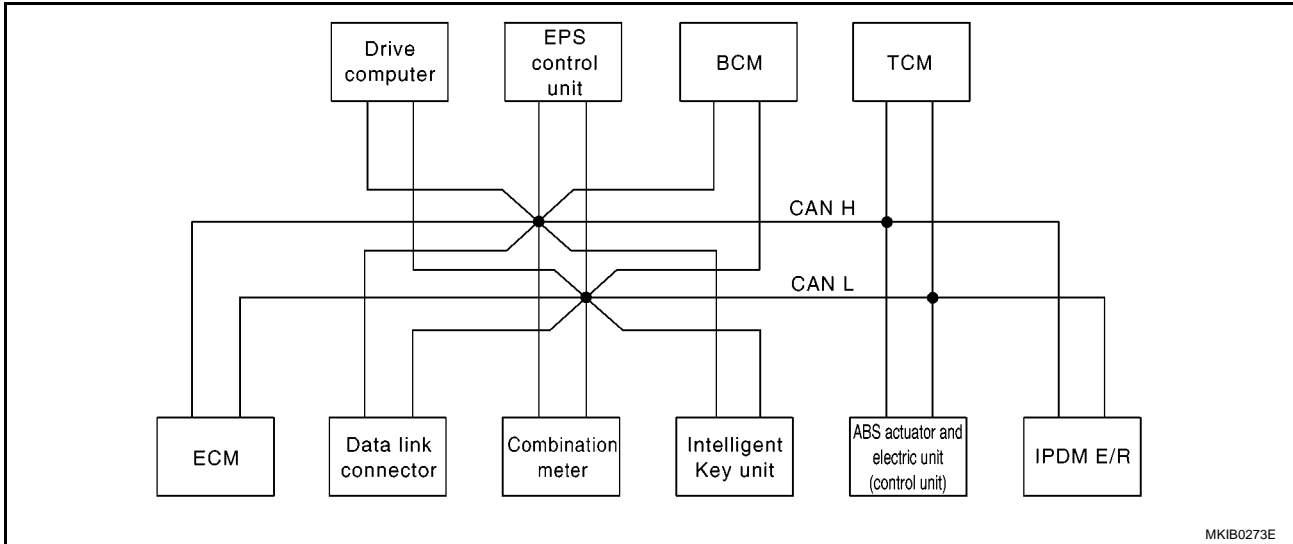 Drive
computer
EPS
control
unit
BCM
TCM
CAN H
CAN L
ECM
Data link
connector
Combination
meter
Intelligent
Key unit
ABS actuator and
electric unit
(control unit)
IPDM E/R
MKIB0273E